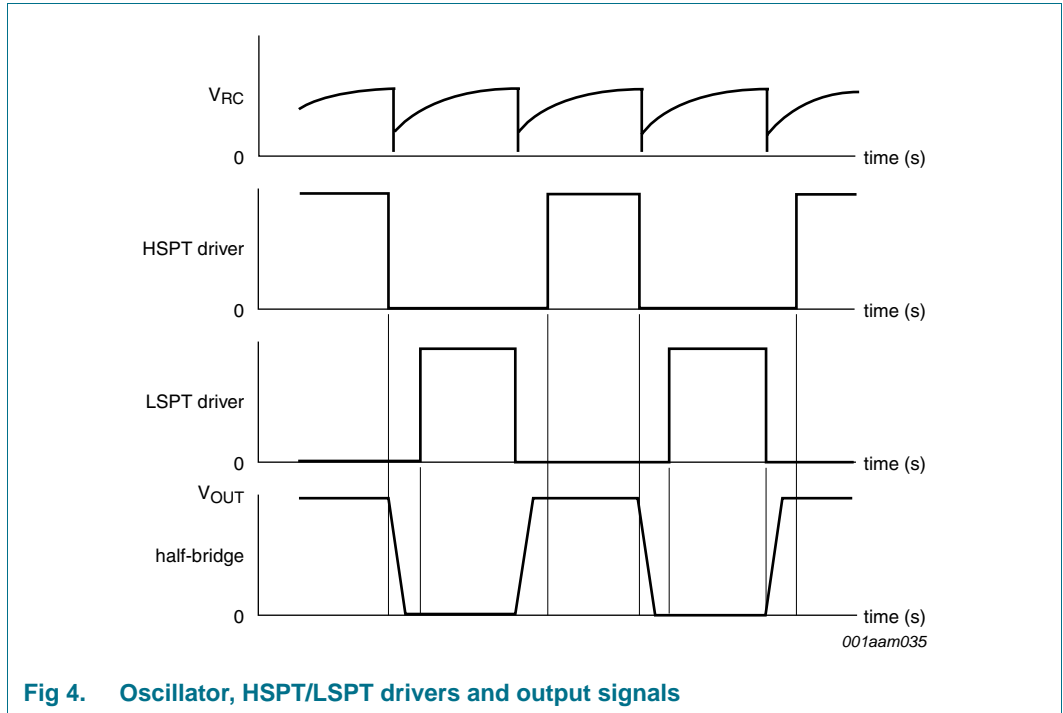 V_RC
0
time (s)
HSPT driver
0
time (s)
LSPT driver
0
time (s)
V_OUT
half-bridge
0
time (s)
001aam035
Fig 4. Oscillator, HSPT/LSPT drivers and output signals